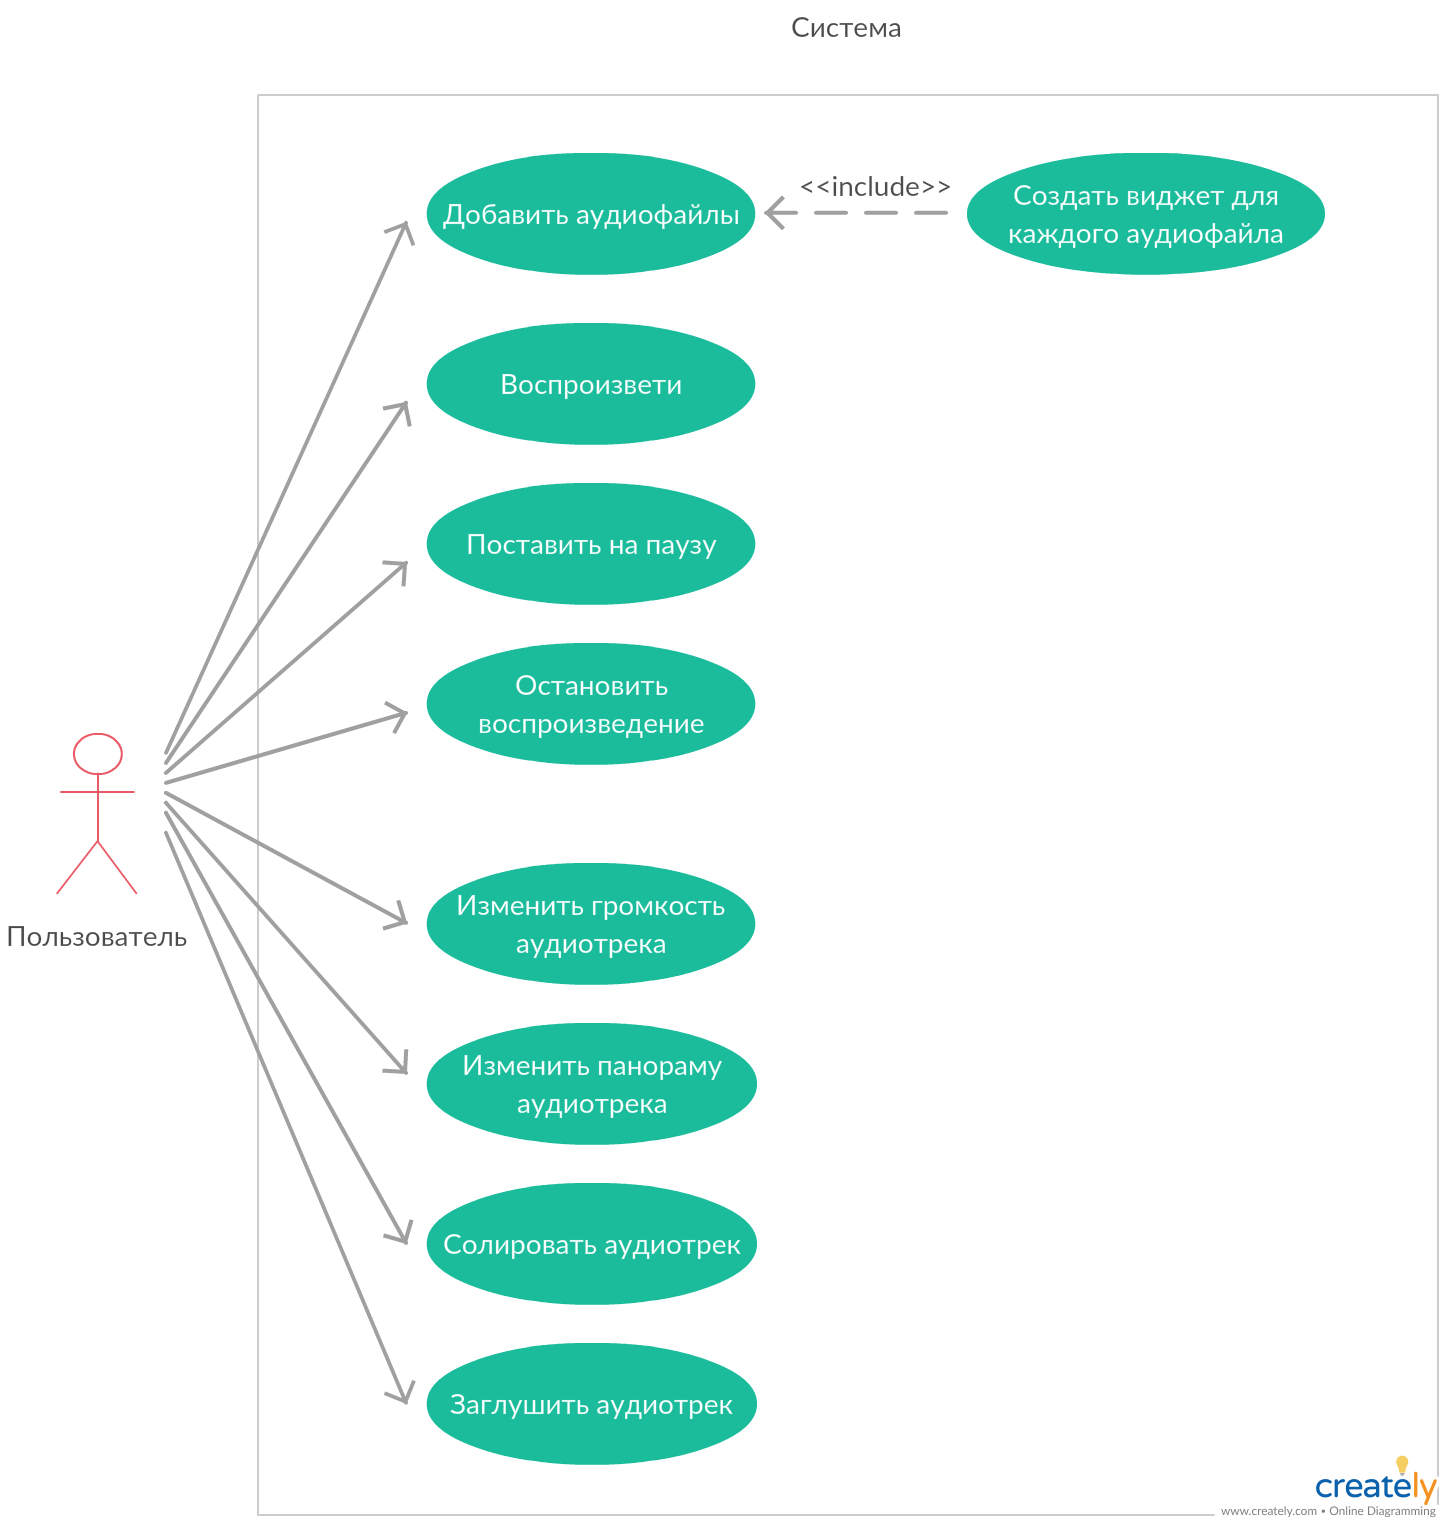 Система
Добавить аудиофайлы
<<include>>
Создать виджет для
каждого аудиофайла
Воспроизвети
Поставить на паузу
Остановить
воспроизведение
Пользователь
Изменить громкость
аудиотрека
Изменить панораму
аудиотрека
Солировать аудиотрек
Заглушить аудиотрек
creately
www.creately.com • Online Diagramming